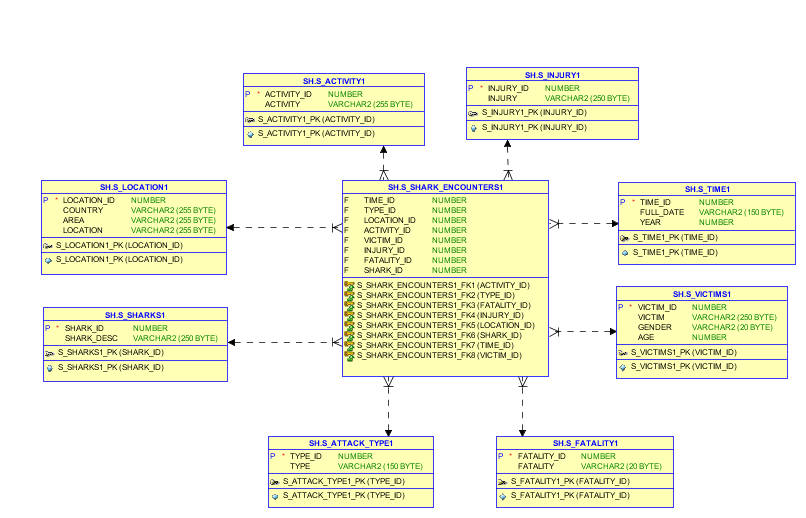 SH.S_ACTIVITY1
P * ACTIVITY_ID NUMBER
ACTIVITY VARCHAR2 (255 BYTE)
S_ACTIVITY1_PK (ACTIVITY_ID)
S_ACTIVITY1_PK (ACTIVITY_ID)
SH.S_INJURY1
P * INJURY_ID NUMBER
INJURY VARCHAR2 (250 BYTE)
S_INJURY1_PK (INJURY_ID)
S_INJURY1_PK (INJURY_ID)
SH.S_LOCATION1
P * LOCATION_ID NUMBER
COUNTRY VARCHAR2 (255 BYTE)
AREA VARCHAR2 (255 BYTE)
LOCATION VARCHAR2 (255 BYTE)
S_LOCATION1_PK (LOCATION_ID)
S_LOCATION1_PK (LOCATION_ID)
SH.S_SHARK_ENCOUNTERS1
F TIME_ID NUMBER
F TYPE_ID NUMBER
F LOCATION_ID NUMBER
F ACTIVITY_ID NUMBER
F VICTIM_ID NUMBER
F INJURY_ID NUMBER
F FATALITY_ID NUMBER
F SHARK_ID NUMBER
S_SHARK_ENCOUNTERS1_FK1 (ACTIVITY_ID)
S_SHARK_ENCOUNTERS1_FK2 (TYPE_ID)
S_SHARK_ENCOUNTERS1_FK3 (FATALITY_ID)
S_SHARK_ENCOUNTERS1_FK4 (INJURY_ID)
S_SHARK_ENCOUNTERS1_FK5 (LOCATION_ID)
S_SHARK_ENCOUNTERS1_FK6 (SHARK_ID)
S_SHARK_ENCOUNTERS1_FK7 (TIME_ID)
S_SHARK_ENCOUNTERS1_FK8 (VICTIM_ID)
SH.S_TIME1
P * TIME_ID NUMBER
FULL_DATE VARCHAR2 (150 BYTE)
YEAR NUMBER
S_TIME1_PK (TIME_ID)
S_TIME1_PK (TIME_ID)
SH.S_SHARKS1
P * SHARK_ID NUMBER
SHARK_DESC VARCHAR2 (250 BYTE)
S_SHARKS1_PK (SHARK_ID)
S_SHARKS1_PK (SHARK_ID)
SH.S_VICTIMS1
P * VICTIM_ID NUMBER
VICTIM VARCHAR2 (250 BYTE)
GENDER VARCHAR2 (20 BYTE)
AGE NUMBER
S_VICTIMS1_PK (VICTIM_ID)
S_VICTIMS1_PK (VICTIM_ID)
SH.S_ATTACK_TYPE1
P * TYPE_ID NUMBER
TYPE VARCHAR2 (150 BYTE)
S_ATTACK_TYPE1_PK (TYPE_ID)
S_ATTACK_TYPE1_PK (TYPE_ID)
SH.S_FATALITY1
P * FATALITY_ID NUMBER
FATALITY VARCHAR2 (20 BYTE)
S_FATALITY1_PK (FATALITY_ID)
S_FATALITY1_PK (FATALITY_ID)